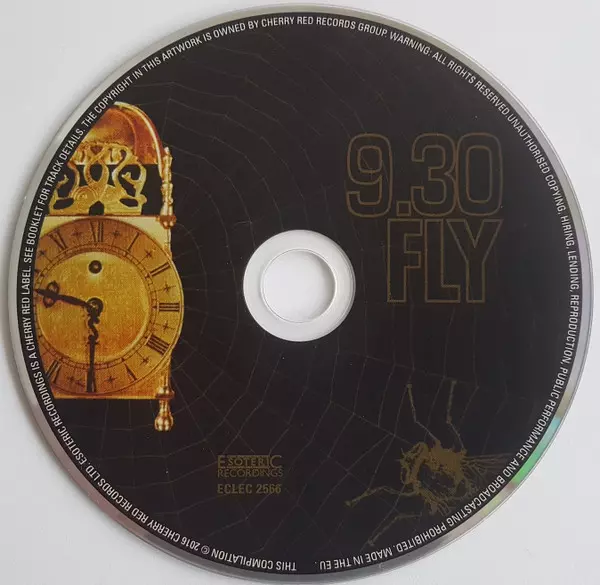 9.30
FLY
ESOTERIC
RECORDINGS
ECLEC 2566
THIS COMPILATION © 2016 CHERRY RED RECORDS LTD. ESOTERIC RECORDINGS IS A CHERRY RED LABEL. SEE BOOKLET FOR TRACK DETAILS. THE COPYRIGHT IN THIS ARTWORK IS OWNED BY CHERRY RED RECORDS GROUP WARNING: ALL RIGHTS RESERVED UNAUTHORISED COPYING, HIRING, LENDING, REPRODUCTION, PUBLIC PERFORMANCE AND BROADCASTING PROHIBITED. MADE IN THE EU.